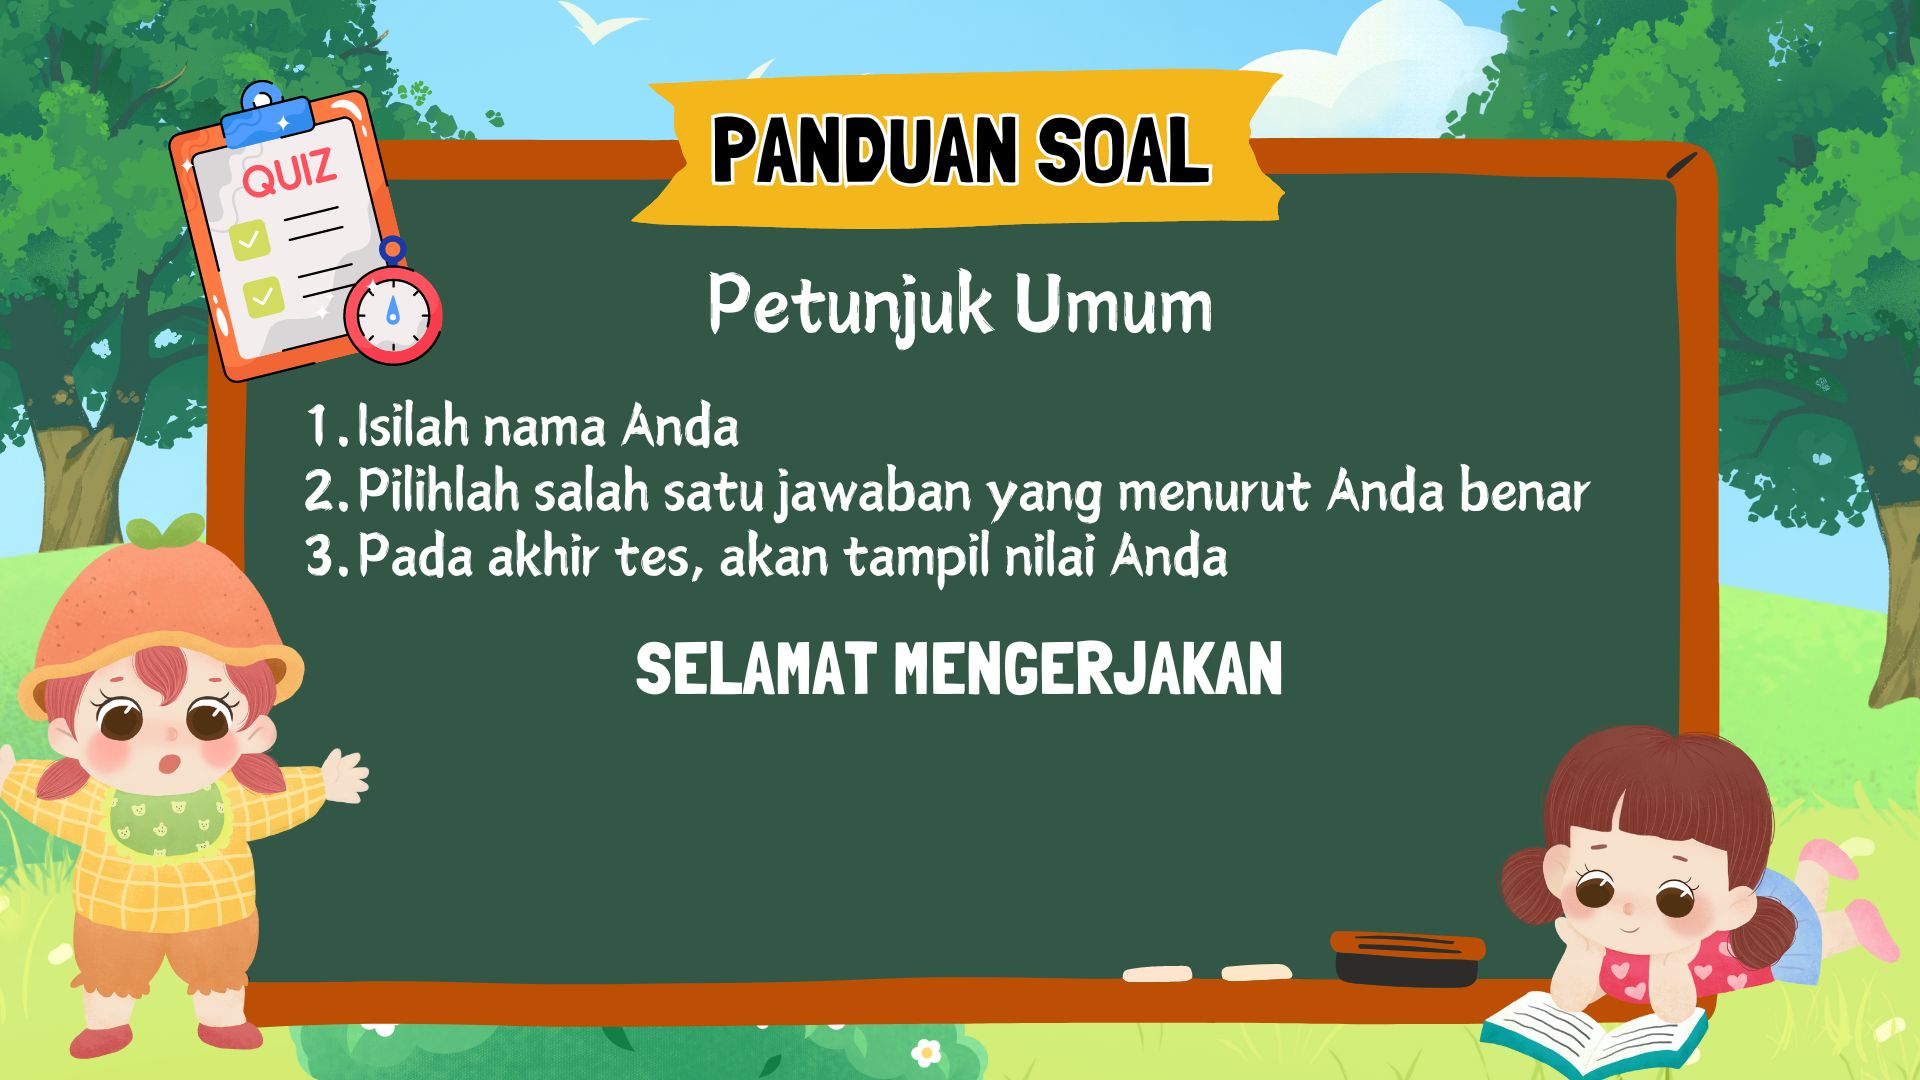 PANDUAN SOAL
QUIZ
Petunjuk Umum
1. Isilah nama Anda
2. Pilihlah salah satu jawaban yang menurut Anda benar
3. Pada akhir tes, akan tampil nilai Anda
SELAMAT MENGERJAKAN